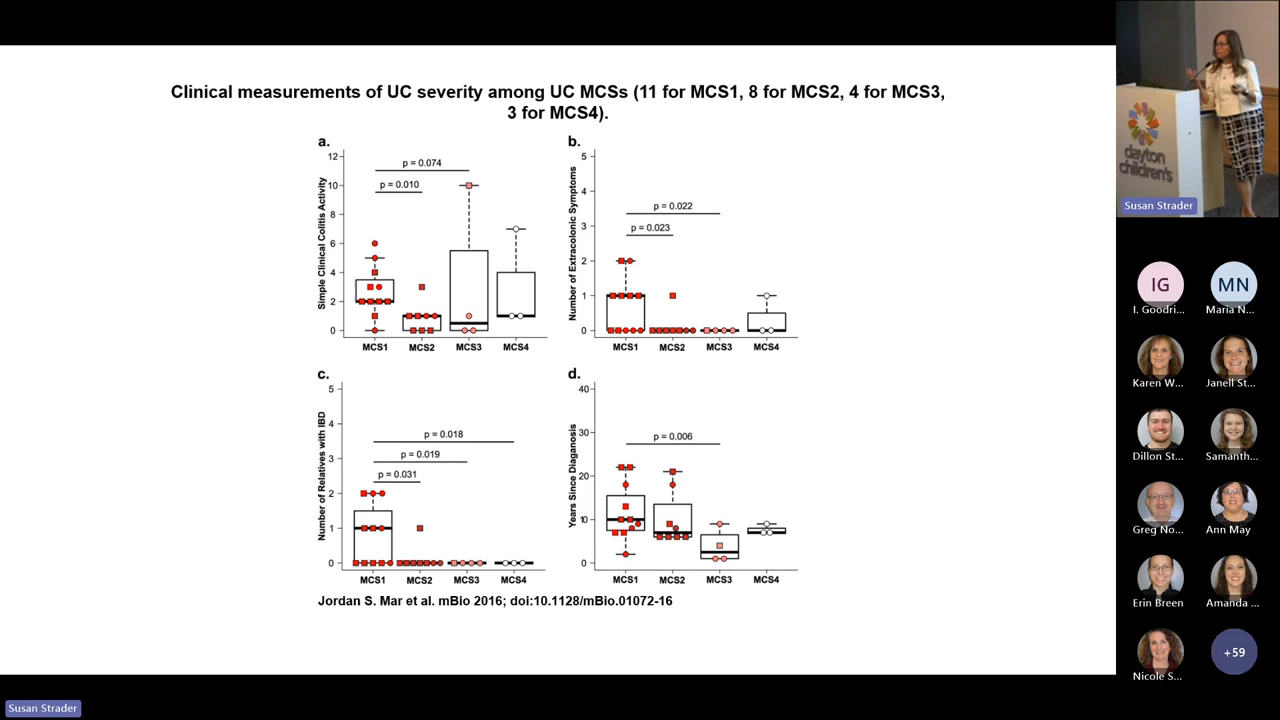 Clinical measurements of UC severity among UC MCSs (11 for MCS1, 8 for MCS2, 4 for MCS3,
3 for MCS4).
a.
Simple Clinical Colitis Activity
12
10
8
6
4
2
0
p = 0.074
p = 0.010
MCS1 MCS2 MCS3 MCS4
b.
Number of Extracolonic Symptoms
5
4
3
2
1
0
p = 0.022
p = 0.023
MCS1 MCS2 MCS3 MCS4
c.
Number of Relatives with IBD
5
4
3
2
1
0
p = 0.018
p = 0.019
p = 0.031
MCS1 MCS2 MCS3 MCS4
d.
Years Since Diaganosis
40
30
20
10
0
p = 0.006
MCS1 MCS2 MCS3 MCS4
Jordan S. Mar et al. mBio 2016; doi:10.1128/mBio.01072-16
dayton
children's
Susan Strader
IG MN
I. Goodri... Maria N...
Karen W... Janell St...
Dillon St... Samanth...
Greg No... Ann May
Erin Breen Amanda ...
+59
Nicole S...
Susan Strader